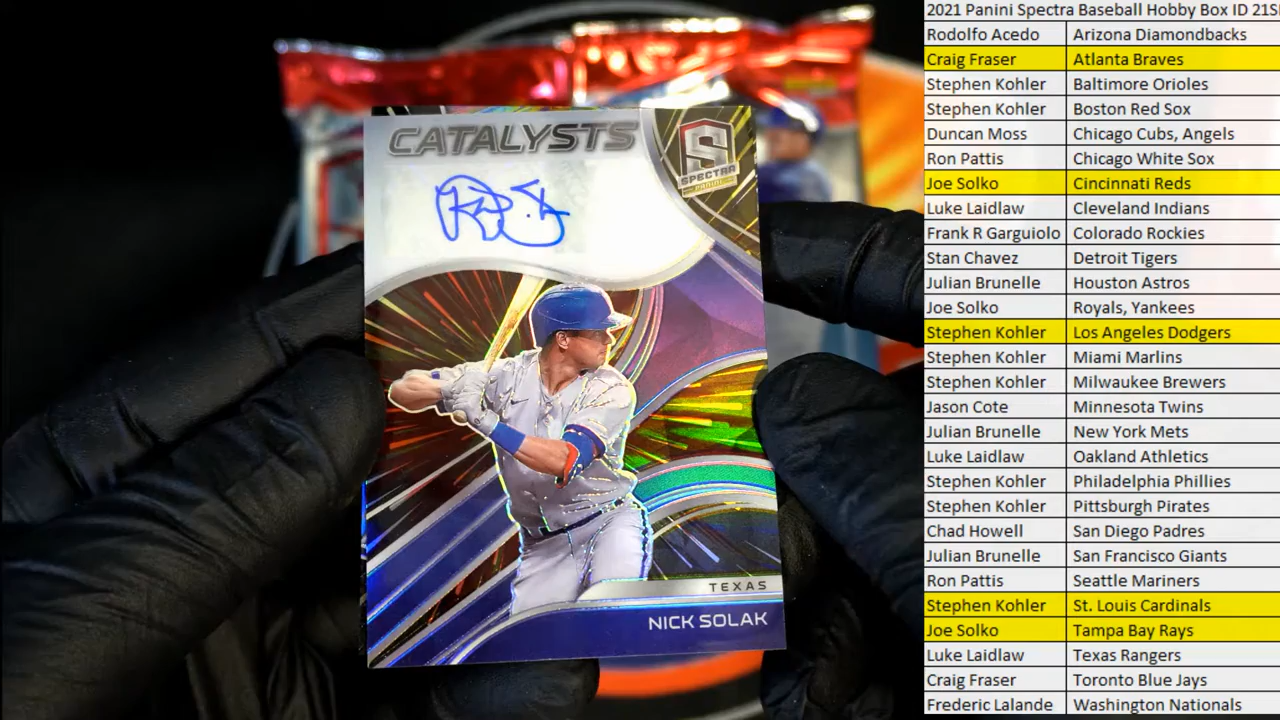 CATALYSTS
S
SPECTRA
PANINI
TEXAS
NICK SOLAK
2021 Panini Spectra Baseball Hobby Box ID 21S
Rodolfo Acedo Arizona Diamondbacks
Craig Fraser Atlanta Braves
Stephen Kohler Baltimore Orioles
Stephen Kohler Boston Red Sox
Duncan Moss Chicago Cubs, Angels
Ron Pattis Chicago White Sox
Joe Solko Cincinnati Reds
Luke Laidlaw Cleveland Indians
Frank R Garguiolo Colorado Rockies
Stan Chavez Detroit Tigers
Julian Brunelle Houston Astros
Joe Solko Royals, Yankees
Stephen Kohler Los Angeles Dodgers
Stephen Kohler Miami Marlins
Stephen Kohler Milwaukee Brewers
Jason Cote Minnesota Twins
Julian Brunelle New York Mets
Luke Laidlaw Oakland Athletics
Stephen Kohler Philadelphia Phillies
Stephen Kohler Pittsburgh Pirates
Chad Howell San Diego Padres
Julian Brunelle San Francisco Giants
Ron Pattis Seattle Mariners
Stephen Kohler St. Louis Cardinals
Joe Solko Tampa Bay Rays
Luke Laidlaw Texas Rangers
Craig Fraser Toronto Blue Jays
Frederic Lalande Washington Nationals